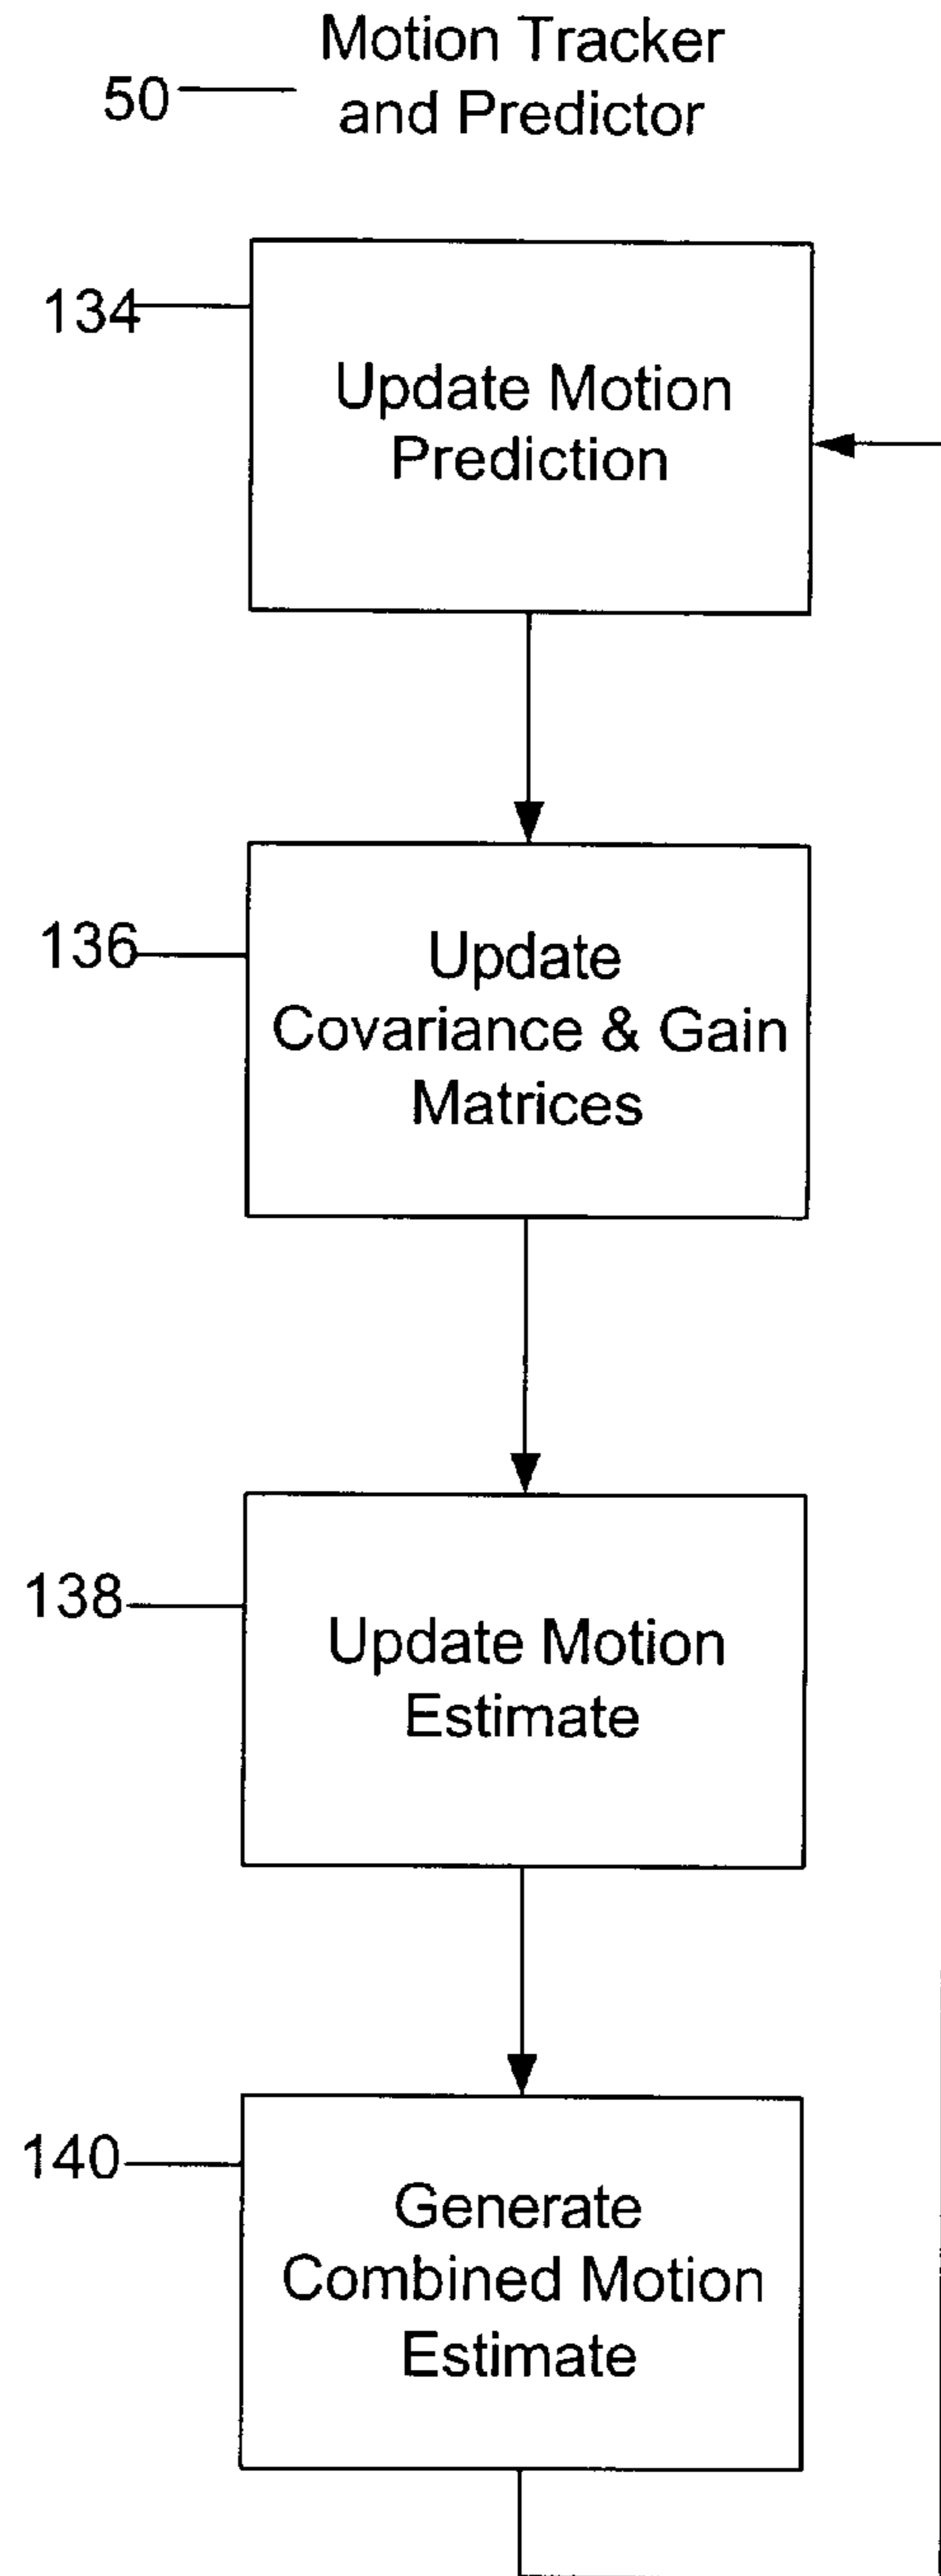 Motion Tracker
50 and Predictor
134
Update Motion
Prediction
136
Update
Covariance & Gain
Matrices
138
Update Motion
Estimate
140
Generate
Combined Motion
Estimate